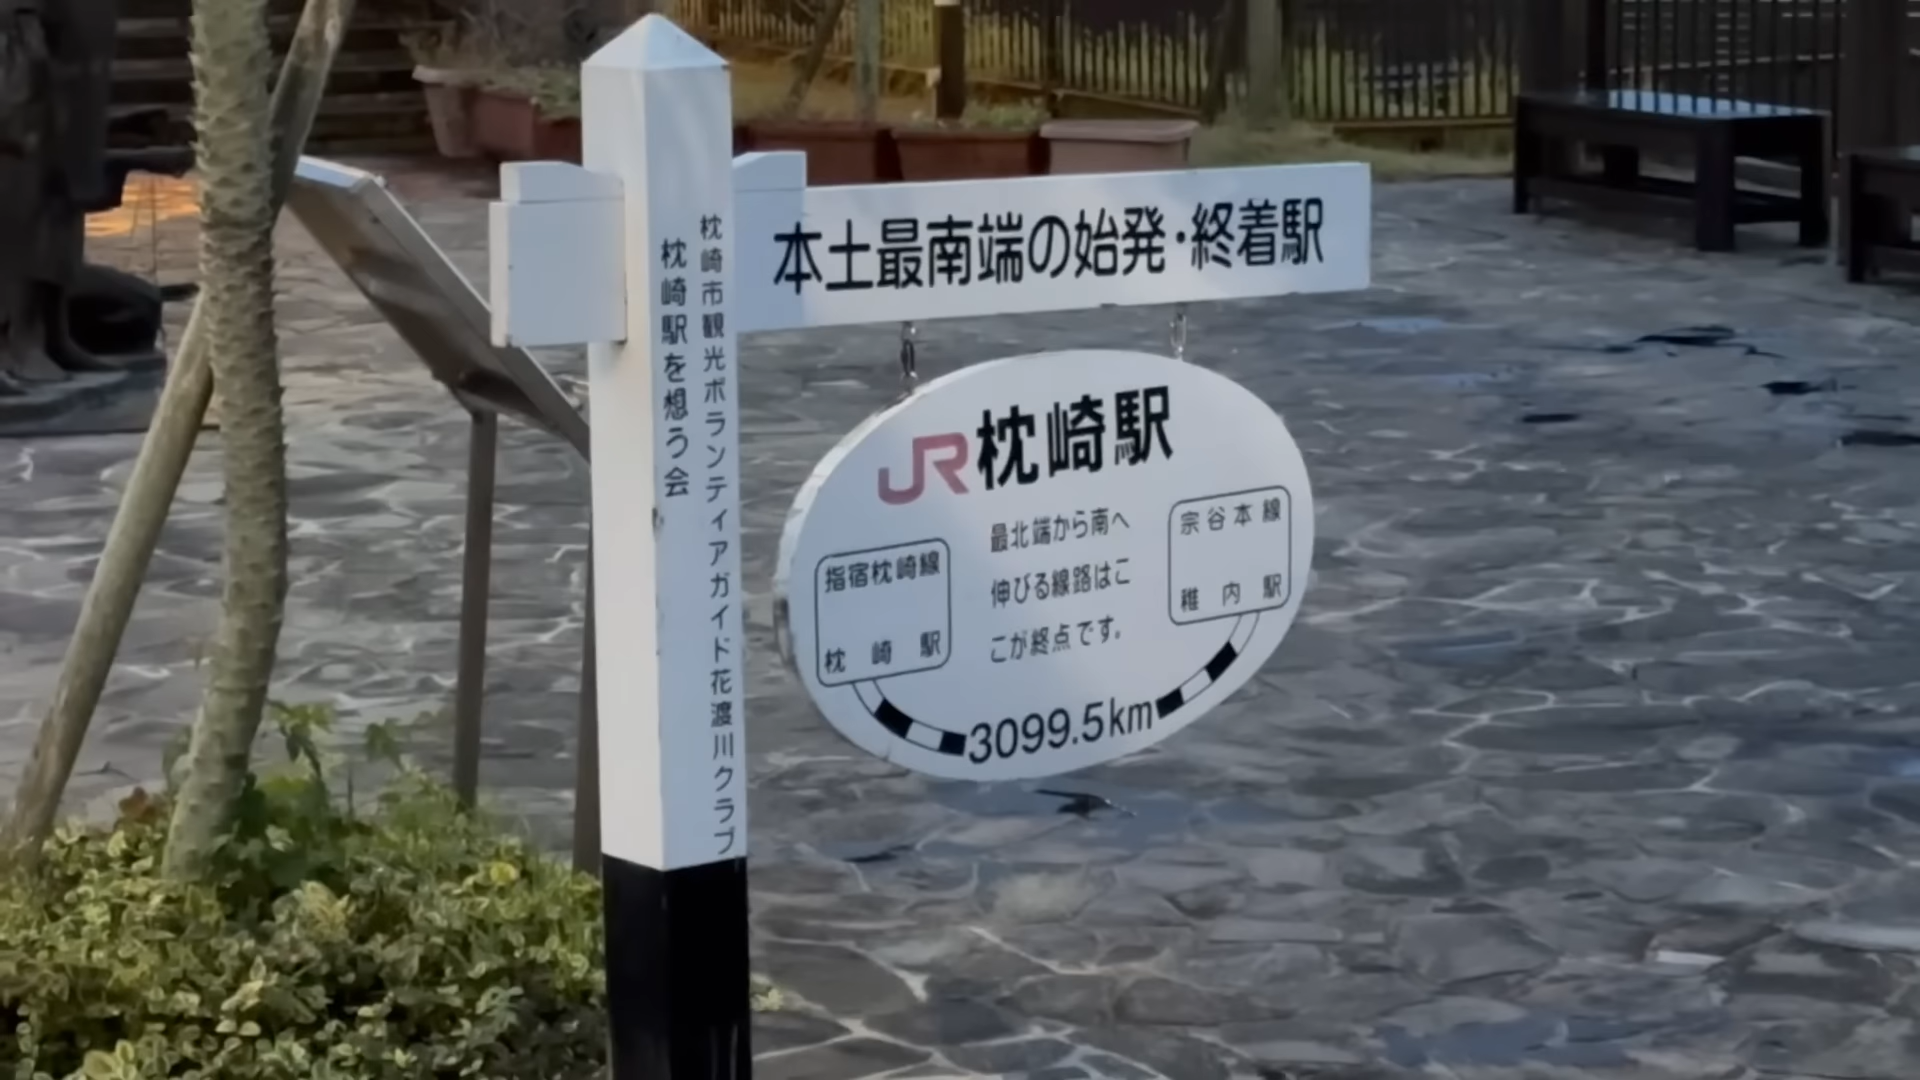 本土最南端の始発・終着駅
枕崎市観光ボランティアガイド花渡川クラブ
枕崎駅を想う会
JR枕崎駅
最北端から南へ
伸びる線路はこ
こが終点です。
指宿枕崎線
枕崎駅
宗谷本線
稚内駅
3099.5km